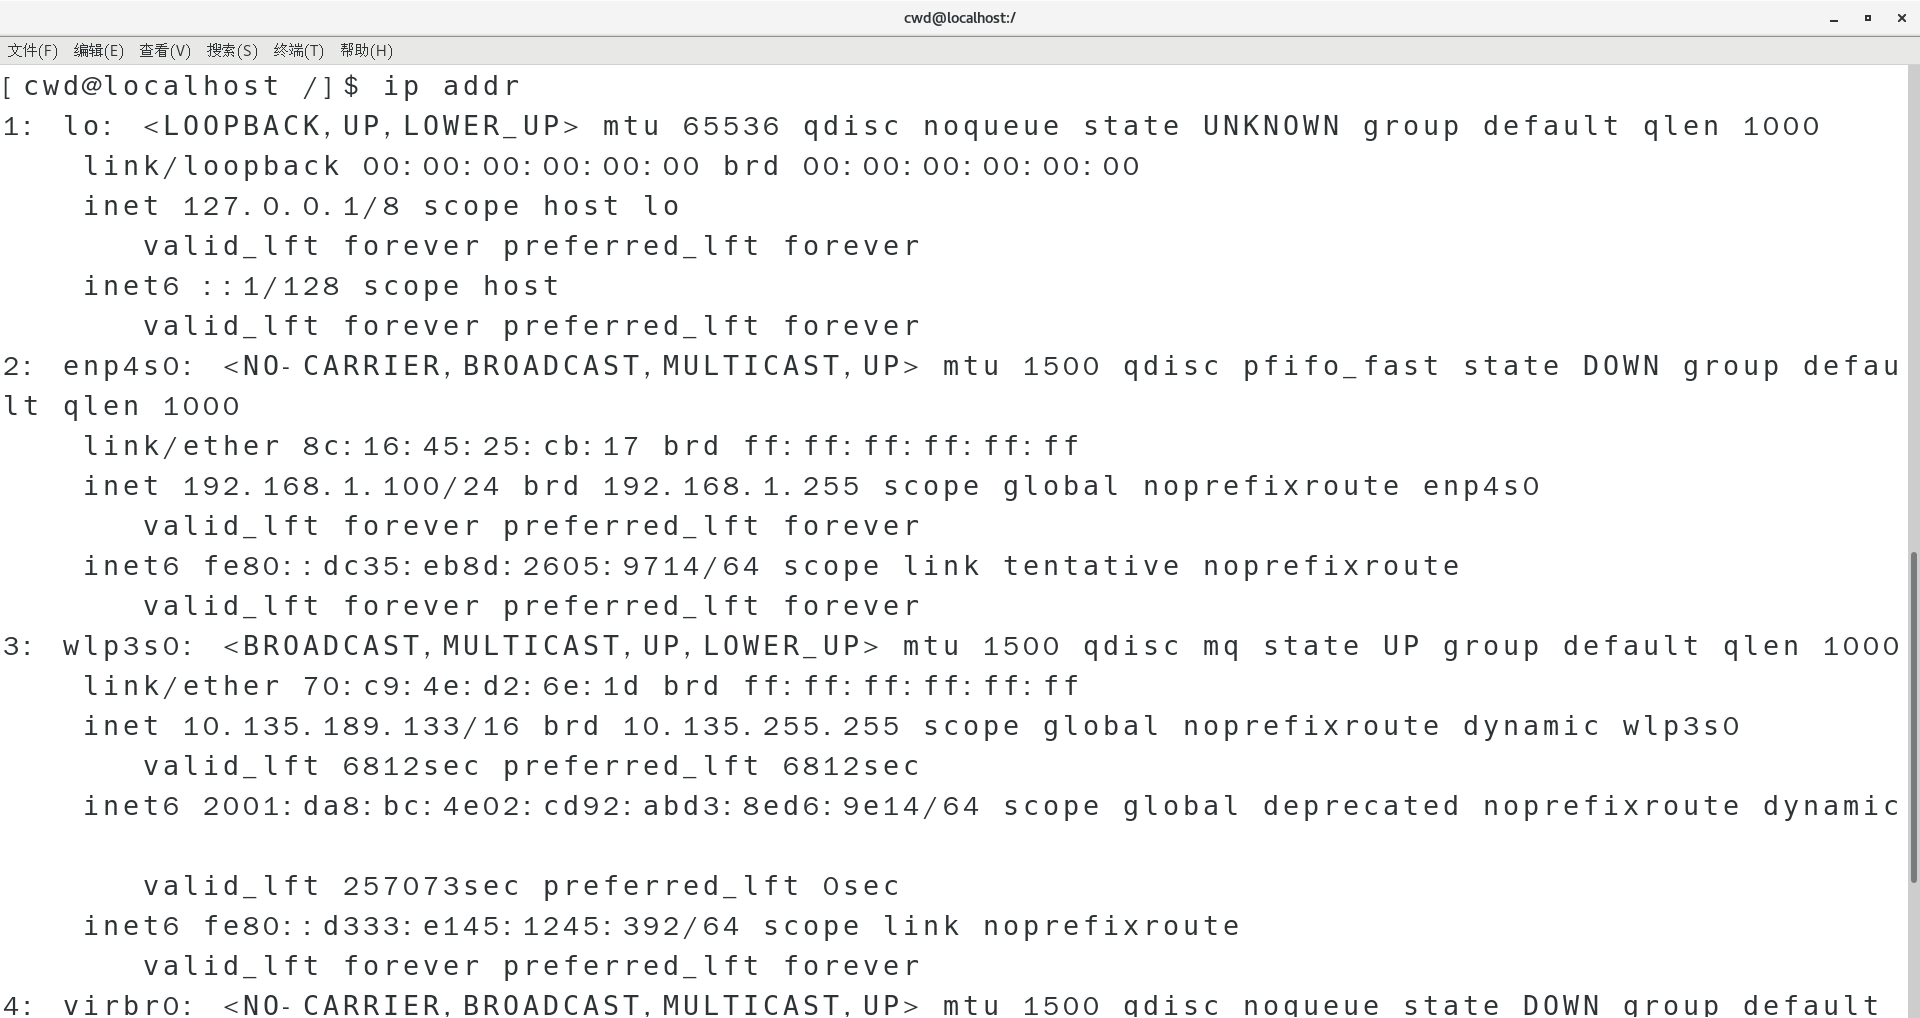 cwd@localhost:/
文件(F) 编辑(E) 查看(V) 搜索(S) 终端(T) 帮助(H)
[cwd@localhost /]$ ip addr
1: lo: <LOOPBACK,UP,LOWER_UP> mtu 65536 qdisc noqueue state UNKNOWN group default qlen 1000
    link/loopback 00:00:00:00:00:00 brd 00:00:00:00:00:00
    inet 127.0.0.1/8 scope host lo
       valid_lft forever preferred_lft forever
    inet6 ::1/128 scope host
       valid_lft forever preferred_lft forever
2: enp4s0: <NO-CARRIER,BROADCAST,MULTICAST,UP> mtu 1500 qdisc pfifo_fast state DOWN group defau
lt qlen 1000
    link/ether 8c:16:45:25:cb:17 brd ff:ff:ff:ff:ff:ff
    inet 192.168.1.100/24 brd 192.168.1.255 scope global noprefixroute enp4s0
       valid_lft forever preferred_lft forever
    inet6 fe80::dc35:eb8d:2605:9714/64 scope link tentative noprefixroute
       valid_lft forever preferred_lft forever
3: wlp3s0: <BROADCAST,MULTICAST,UP,LOWER_UP> mtu 1500 qdisc mq state UP group default qlen 1000
    link/ether 70:c9:4e:d2:6e:1d brd ff:ff:ff:ff:ff:ff
    inet 10.135.189.133/16 brd 10.135.255.255 scope global noprefixroute dynamic wlp3s0
       valid_lft 6812sec preferred_lft 6812sec
    inet6 2001:da8:bc:4e02:cd92:abd3:8ed6:9e14/64 scope global deprecated noprefixroute dynamic
       valid_lft 257073sec preferred_lft 0sec
    inet6 fe80::d333:e145:1245:392/64 scope link noprefixroute
       valid_lft forever preferred_lft forever
4: virbr0: <NO-CARRIER,BROADCAST,MULTICAST,UP> mtu 1500 qdisc noqueue state DOWN group default